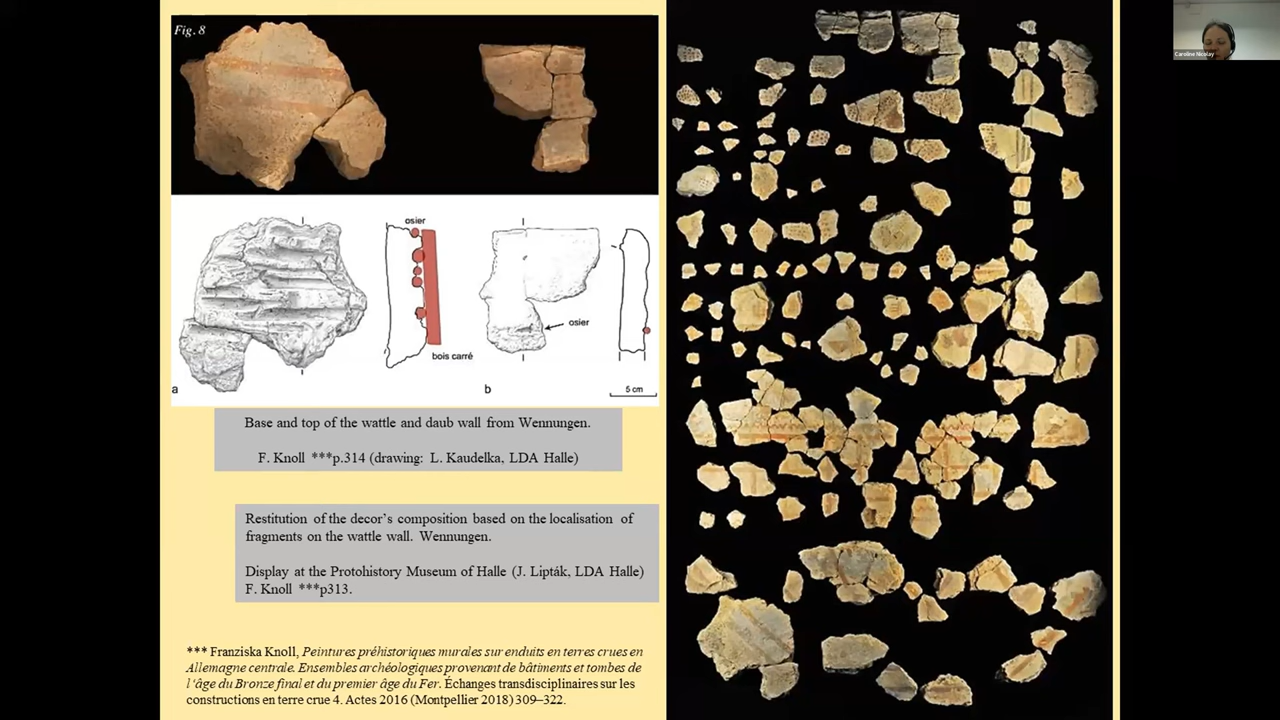 Fig. 8
Caroline Nicolay
osier
osier
bois carré
a
b
5 cm
Base and top of the wattle and daub wall from Wennungen.
F. Knoll ***p.314 (drawing: L. Kaudelka, LDA Halle)
Restitution of the decor's composition based on the localisation of
fragments on the wattle wall. Wennungen.
Display at the Protohistory Museum of Halle (J. Lipták, LDA Halle)
F. Knoll ***p313.
*** Franziska Knoll, Peintures préhistoriques murales sur enduits en terres crues en
Allemagne centrale. Ensembles archéologiques provenant de bâtiments et tombes de
l'âge du Bronze final et du premier âge du Fer. Échanges transdisciplinaires sur les
constructions en terre crue 4. Actes 2016 (Montpellier 2018) 309–322.